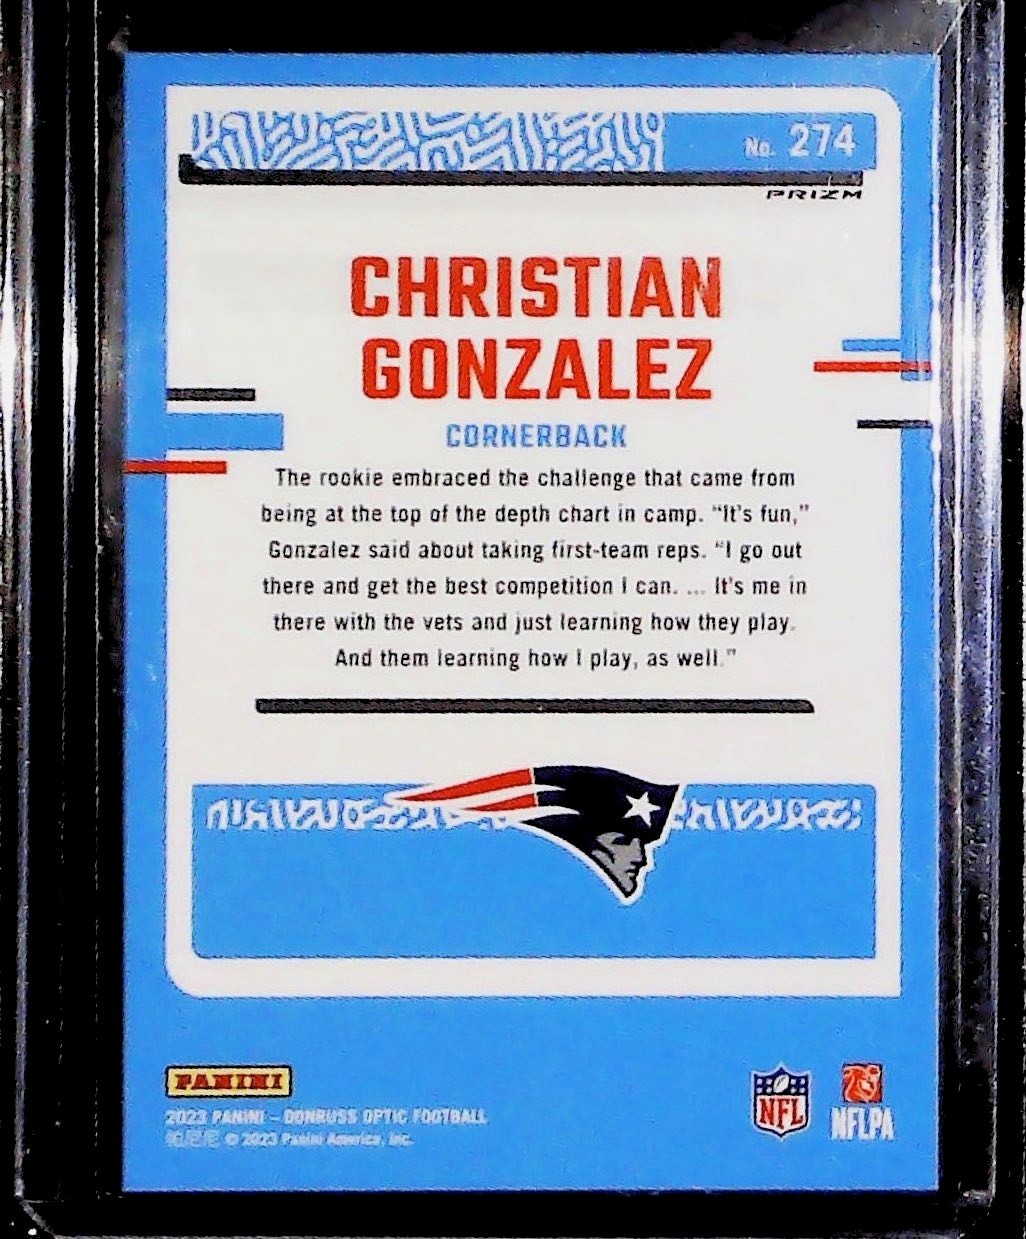 No. 274
PRIZM
CHRISTIAN
GONZALEZ
CORNERBACK
The rookie embraced the challenge that came from
being at the top of the depth chart in camp. “It's fun,”
Gonzalez said about taking first-team reps. “I go out
there and get the best competition I can. ... It's me in
there with the vets and just learning how they play.
And them learning how I play, as well.”
PANINI
2023 PANINI – DONRUSS OPTIC FOOTBALL
© 2023 Panini America, Inc.
NFL
NFLPA